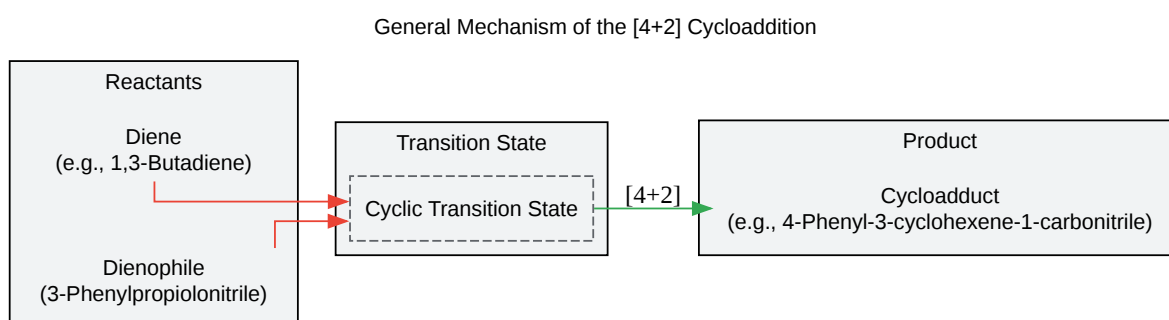 General Mechanism of the [4+2] Cycloaddition
Reactants
Diene
(e.g., 1,3-Butadiene)
Dienophile
(3-Phenylpropiolonitrile)
Transition State
Cyclic Transition State
[4+2]
Product
Cycloadduct
(e.g., 4-Phenyl-3-cyclohexene-1-carbonitrile)